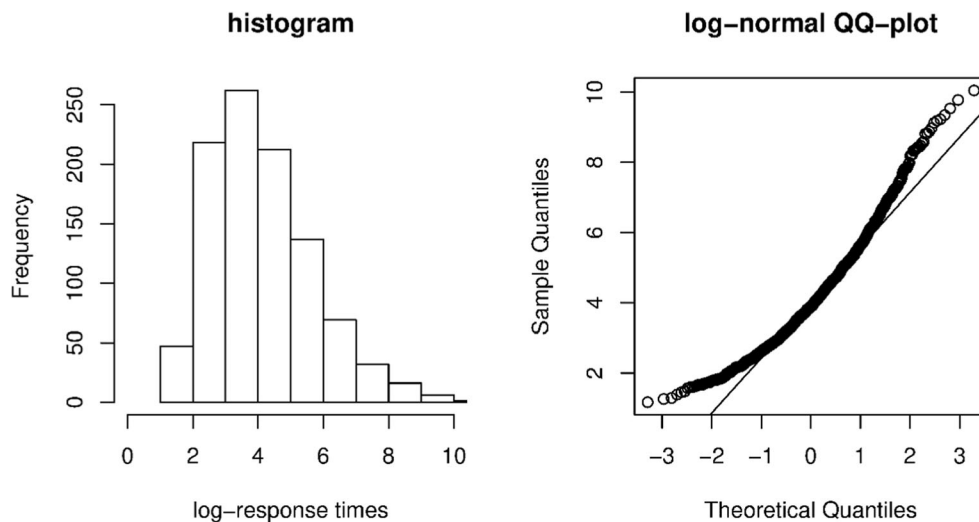 histogram
250
200
150
100
50
0
Frequency
0 2 4 6 8 10
log−response times
log−normal QQ−plot
10
8
6
4
2
Sample Quantiles
−3 −2 −1 0 1 2 3
Theoretical Quantiles